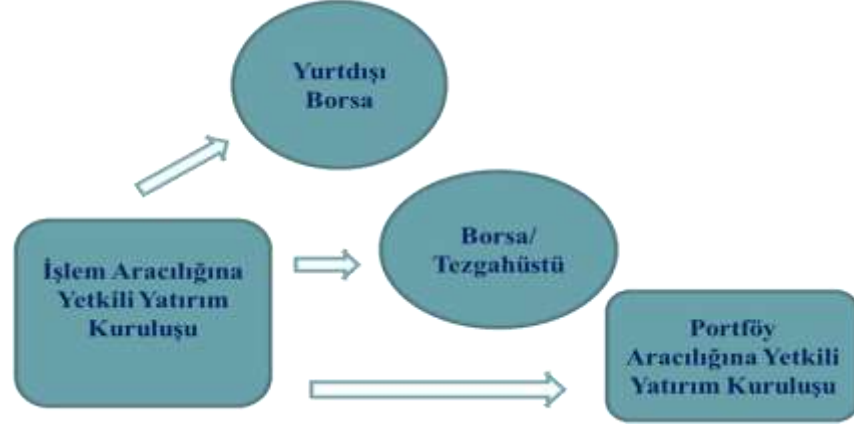 Yurtdışı
Borsa
Borsa/
Tezgahüstü
İşlem Aracılığına
Yetkili Yatırım
Kuruluşu
Portföy
Aracılığına Yetkili
Yatırım Kuruluşu